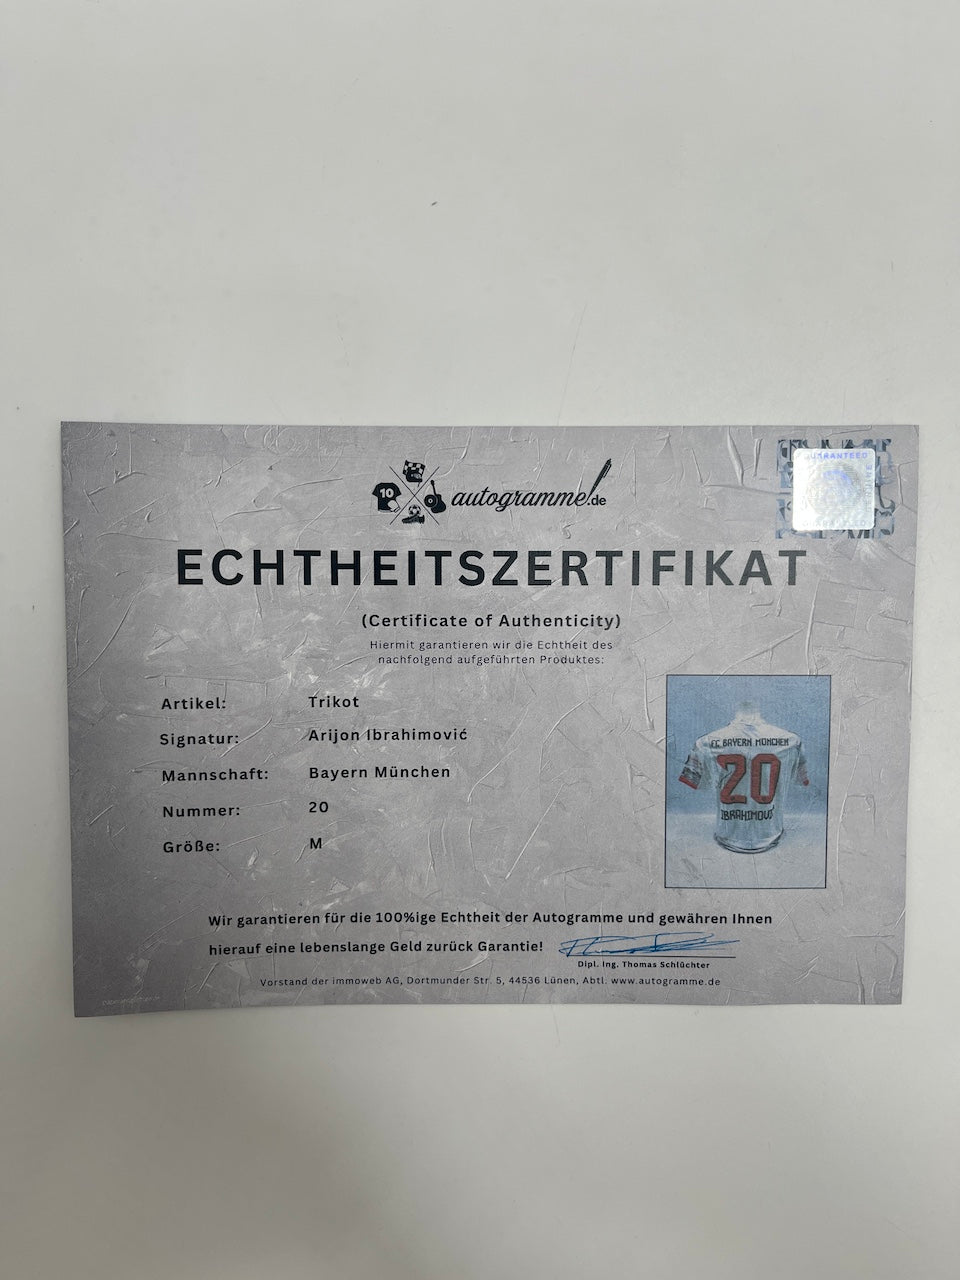 10
autogramme.de
GUARANTEED
ECHTHEITSZERTIFIKAT
(Certificate of Authenticity)
Hiermit garantieren wir die Echtheit des
nachfolgend aufgeführten Produktes:
Artikel: Trikot
Signatur: Arijon Ibrahimović
Mannschaft: Bayern München
Nummer: 20
Größe: M
FC BAYERN MÜNCHEN
20
Wir garantieren für die 100%ige Echtheit der Autogramme und gewähren Ihnen
hierauf eine lebenslange Geld zurück Garantie!
Dipl. Ing. Thomas Schlüchter
Vorstand der immoweb AG, Dortmunder Str. 5, 44536 Lünen, Abtl. www.autogramme.de